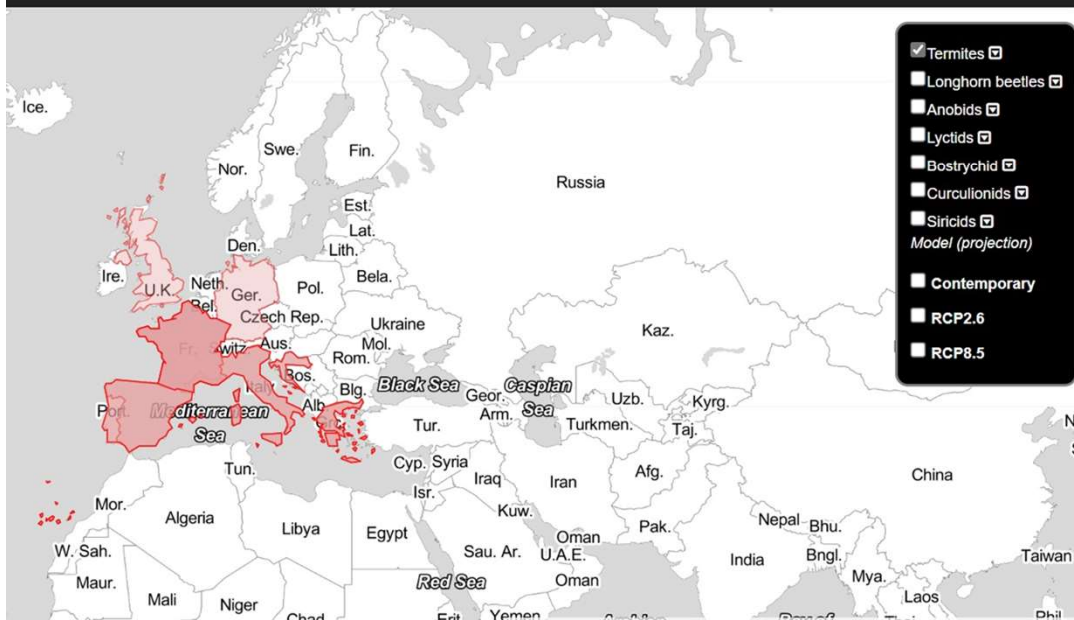 Termites
Longhorn beetles
Anobids
Lyctids
Bostrychid
Curculionids
Siricids
Model (projection)
Contemporary
RCP2.6
RCP8.5
Ice.
Nor.
Swe.
Fin.
Russia
Est.
Lat.
Den.
Lith.
Ire.
U.K.
Neth.
Bel.
Ger.
Pol.
Bela.
Czech Rep.
Ukraine
Kaz.
Fr.
Switz.
Aus.
Mol.
Rom.
Italy
Bos.
Blg.
Black Sea
Caspian
Sea
Geor.
Arm.
Uzb.
Kyrg.
Port.
Mediterranean
Sea
Alb.
Tur.
Turkmen.
Taj.
Tun.
Cyp.
Syria
Iraq
Iran
Afg.
China
Isr.
Mor.
Algeria
Libya
Egypt
Kuw.
Pak.
Nepal
Bhu.
W. Sah.
Sau. Ar.
Oman
U.A.E.
India
Bngl.
Taiwan
Maur.
Mali
Niger
Chad
Red Sea
Oman
Mya.
Laos
Erit.
Yemen
Phil.